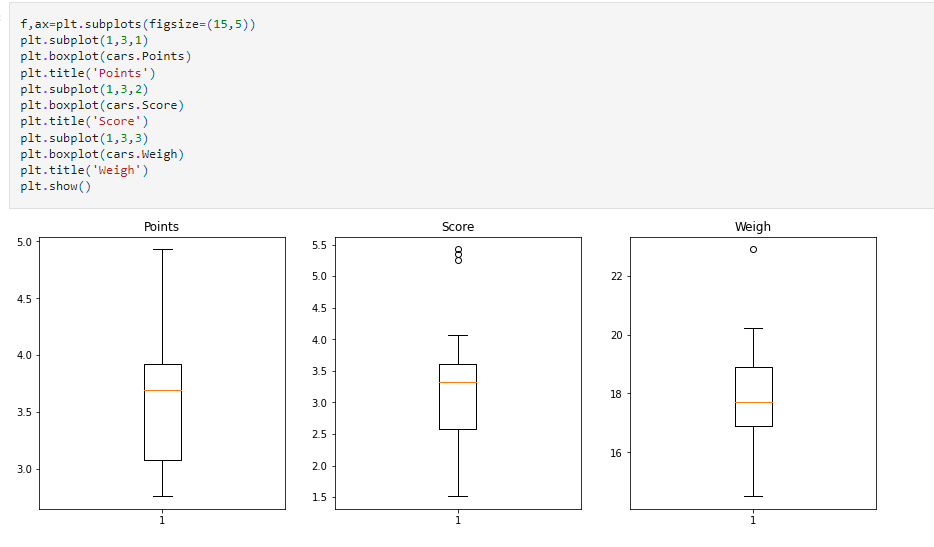 f,ax=plt.subplots(figsize=(15,5))
plt.subplot(1,3,1)
plt.boxplot(cars.Points)
plt.title('Points')
plt.subplot(1,3,2)
plt.boxplot(cars.Score)
plt.title('Score')
plt.subplot(1,3,3)
plt.boxplot(cars.Weigh)
plt.title('Weigh')
plt.show()
Points
5.0
4.5
4.0
3.5
3.0
1
Score
5.5
5.0
4.5
4.0
3.5
3.0
2.5
2.0
1.5
1
Weigh
22
20
18
16
1